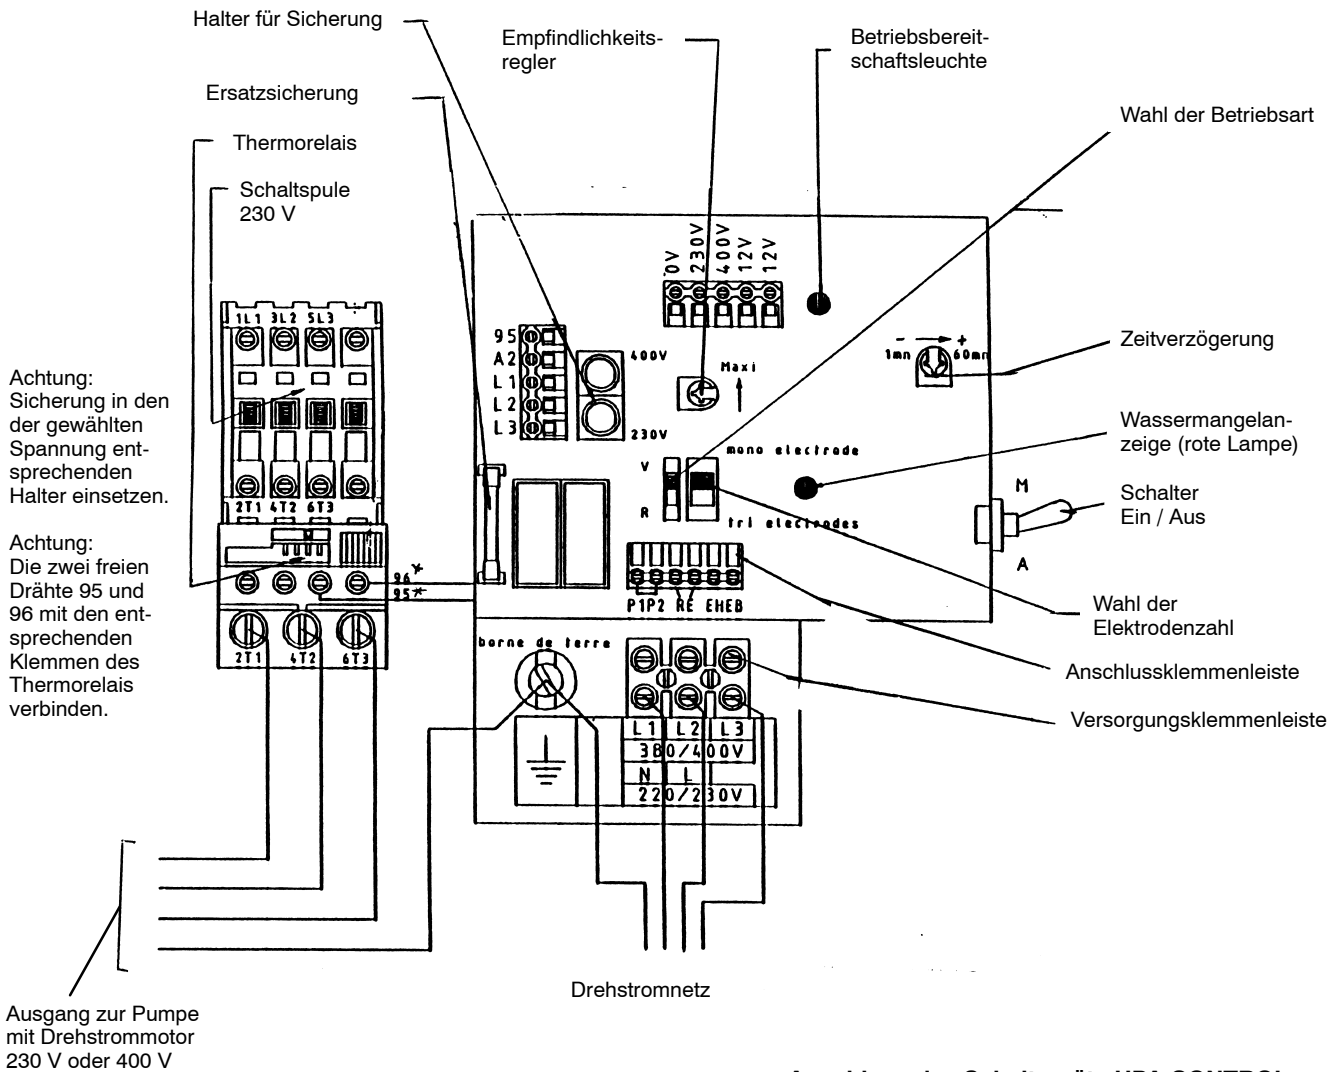 Halter für Sicherung
Empfindlichkeits-
regler
Betriebsbereit-
schaftsleuchte
Ersatzsicherung
Wahl der Betriebsart
Thermorelais
Schaltspule
230 V
0V
230V
400V
12V
12V
1L1 3L2 5L3
95
A2
L1
L2
L3
400V
230V
Maxi
- +
1mn 60mn
Zeitverzögerung
Achtung:
Sicherung in den
der gewählten
Spannung ent-
sprechenden
Halter einsetzen.
Wassermangelan-
zeige (rote Lampe)
mono electrode
V
R
tri electrodes
M
A
Schalter
Ein / Aus
2T1 4T2 6T3
Achtung:
Die zwei freien
Drähte 95 und
96 mit den ent-
sprechenden
Klemmen des
Thermorelais
verbinden.
96*
95*
P1P2 RE EHEB
Wahl der
Elektrodenzahl
2T1 4T2 6T3
borne de terre
Anschlussklemmenleiste
Versorgungsklemmenleiste
L1 L2 L3
380/400V
N L
220/230V
Drehstromnetz
Ausgang zur Pumpe
mit Drehstrommotor
230 V oder 400 V